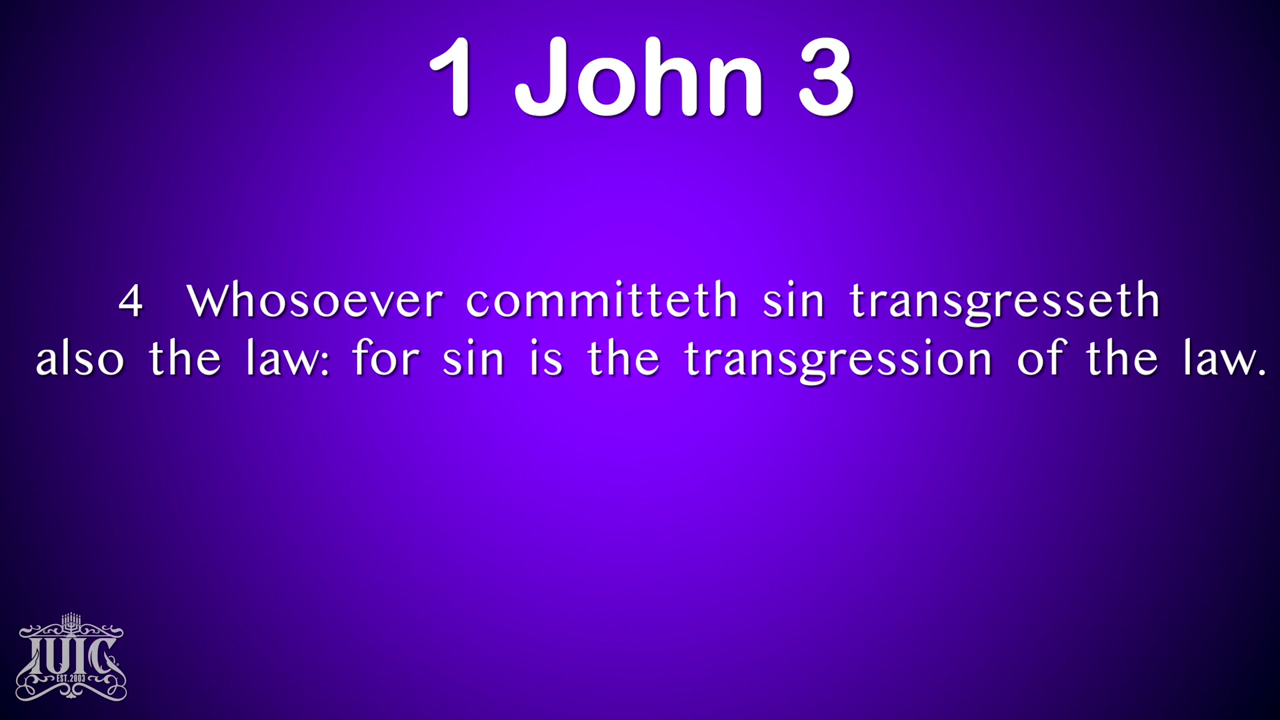 1 John 3
4 Whosoever committeth sin transgresseth
also the law: for sin is the transgression of the law.
IUIC
EST.2003